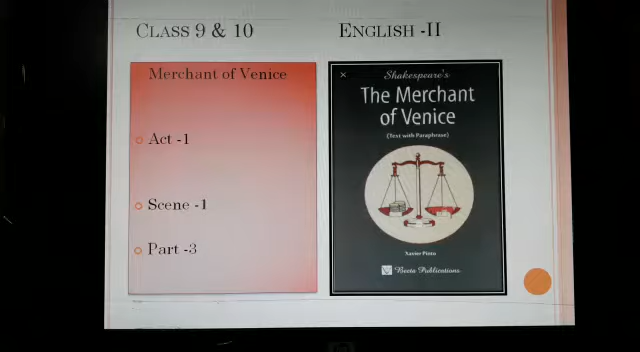 CLASS 9 & 10
ENGLISH -II
Merchant of Venice
Act -1
Scene -1
Part -3
Shakespeare's
The Merchant
of Venice
(Text with Paraphrase)
Xavier Pinto
Beeta Publications